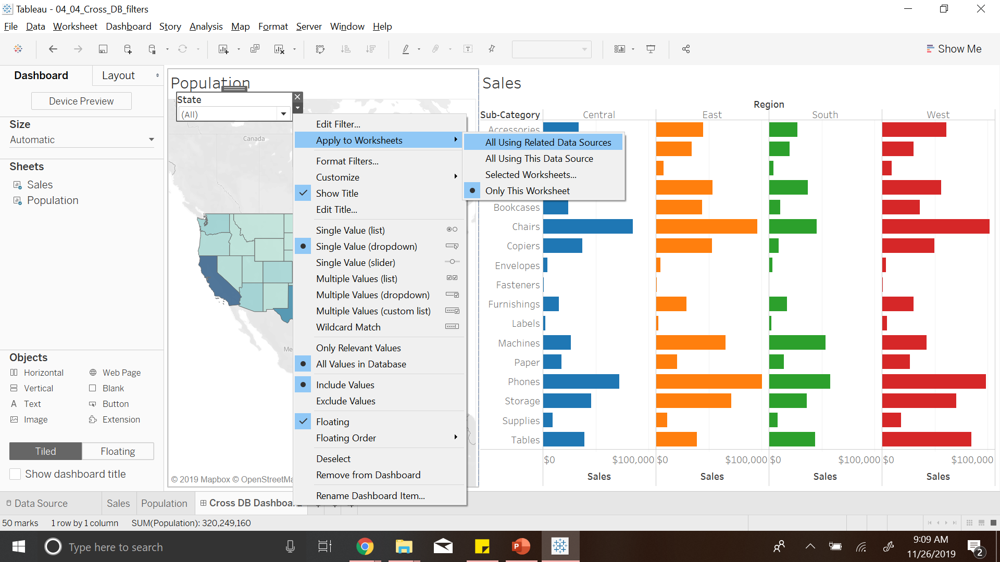 Tableau - 04_04_Cross_DB_filters
File Data Worksheet Dashboard Story Analysis Map Format Server Window Help
Show Me
Dashboard
Layout
Device Preview
Size
Automatic
Sheets
Sales
Population
Objects
Horizontal Web Page
Vertical Blank
Text Button
Image Extension
Tiled Floating
Show dashboard title
Population
State
(All)
Canada
© 2019 Mapbox © OpenStreetMa
Edit Filter...
Apply to Worksheets
Format Filters...
Customize
Show Title
Edit Title...
Single Value (list)
Single Value (dropdown)
Single Value (slider)
Multiple Values (list)
Multiple Values (dropdown)
Multiple Values (custom list)
Wildcard Match
Only Relevant Values
All Values in Database
Include Values
Exclude Values
Floating
Floating Order
Deselect
Remove from Dashboard
Rename Dashboard Item...
All Using Related Data Sources
All Using This Data Source
Selected Worksheets...
Only This Worksheet
Sales
Region
Sub-Category Central East South West
Accessories
Bookcases
Chairs
Copiers
Envelopes
Fasteners
Furnishings
Labels
Machines
Paper
Phones
Storage
Supplies
Tables
$0 $100,000 $0 $100,000 $0 $100,000 $0 $100,000
Sales Sales Sales Sales
Data Source Sales Population Cross DB Dashboar
50 marks 1 row by 1 column SUM(Population): 320,249,160
Type here to search
9:09 AM
11/26/2019
2